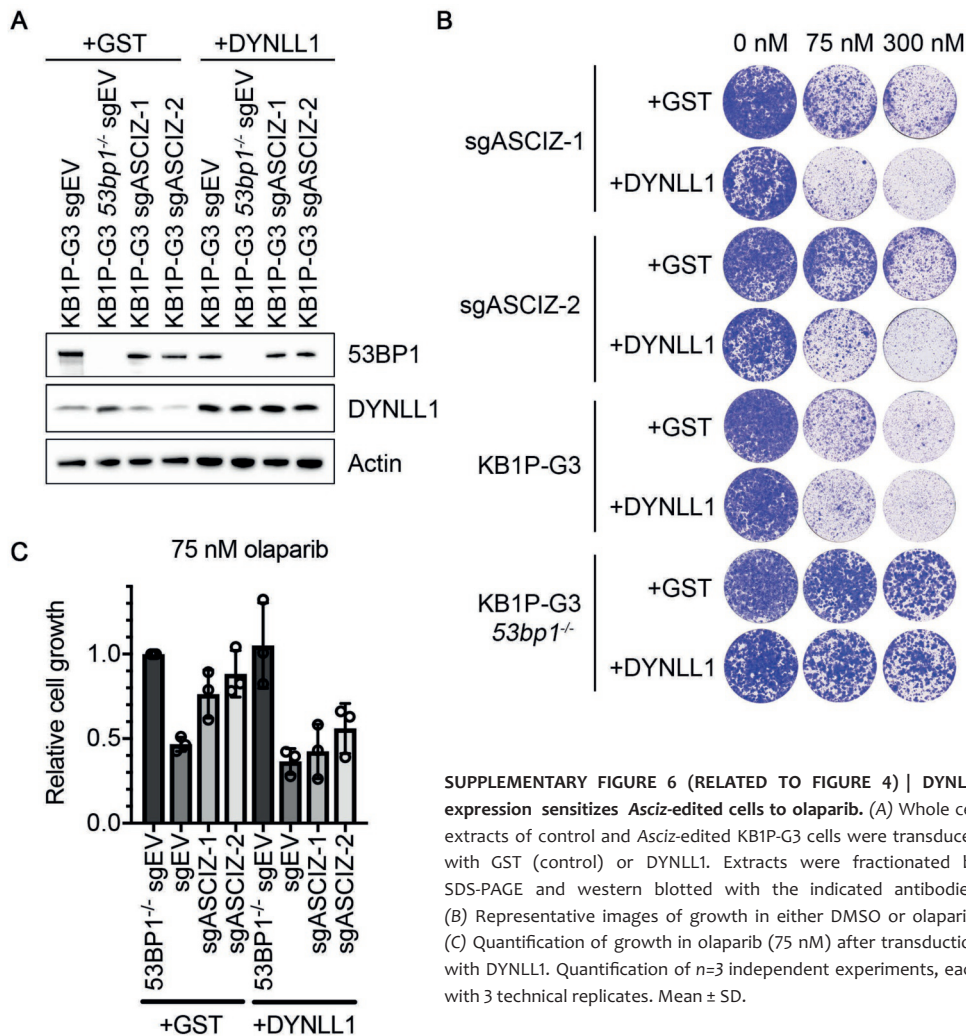 A
+GST
+DYNLL1
KB1P-G3 sgEV
KB1P-G3 53bp1-/- sgEV
KB1P-G3 sgASCIZ-1
KB1P-G3 sgASCIZ-2
KB1P-G3 sgEV
KB1P-G3 53bp1-/- sgEV
KB1P-G3 sgASCIZ-1
KB1P-G3 sgASCIZ-2
53BP1
DYNLL1
Actin
B
0 nM 75 nM 300 nM
sgASCIZ-1
+GST
+DYNLL1
sgASCIZ-2
+GST
+DYNLL1
KB1P-G3
+GST
+DYNLL1
KB1P-G3
53bp1-/-
+GST
+DYNLL1
C
75 nM olaparib
Relative cell growth
1.0
0.5
0.0
53BP1-/- sgEV
sgEV
sgASCIZ-1
sgASCIZ-2
53BP1-/- sgEV
sgEV
sgASCIZ-1
sgASCIZ-2
+GST
+DYNLL1
SUPPLEMENTARY FIGURE 6 (RELATED TO FIGURE 4) | DYNL
expression sensitizes Asciz-edited cells to olaparib. (A) Whole ce
extracts of control and Asciz-edited KB1P-G3 cells were transduce
with GST (control) or DYNLL1. Extracts were fractionated b
SDS-PAGE and western blotted with the indicated antibodie
(B) Representative images of growth in either DMSO or olapari
(C) Quantification of growth in olaparib (75 nM) after transductio
with DYNLL1. Quantification of n=3 independent experiments, eac
with 3 technical replicates. Mean ± SD.